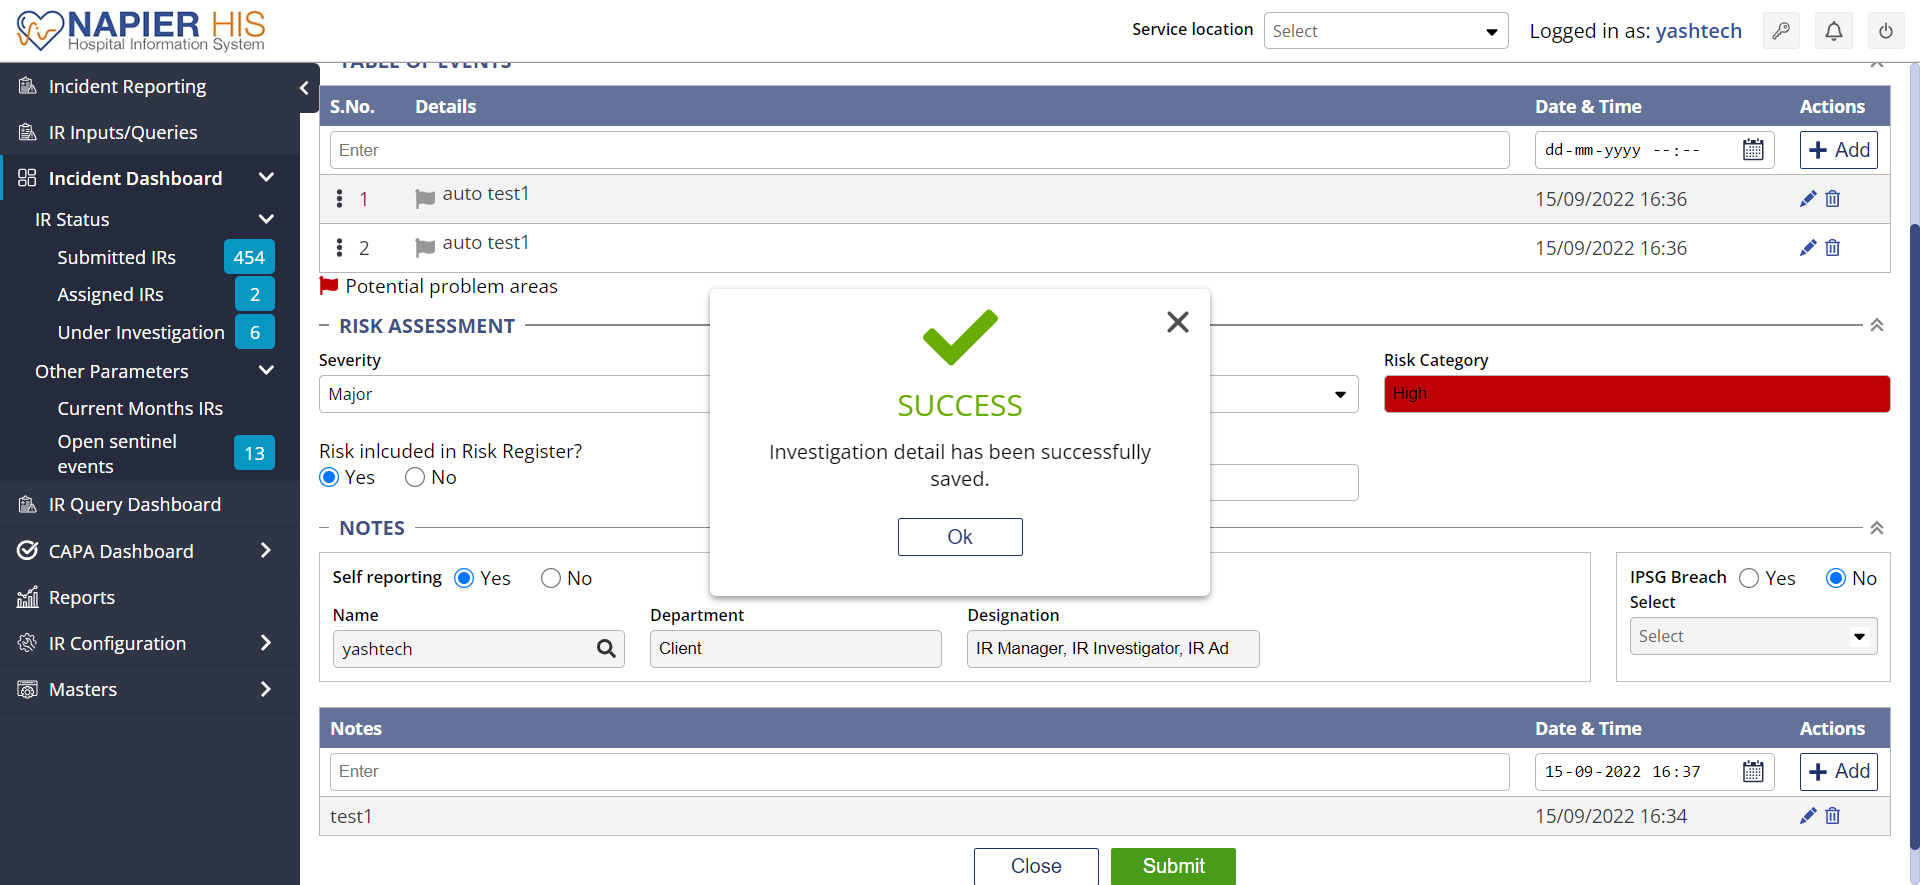 NAPIER HIS
Hospital Information System
Service location
Select
Logged in as: yashtech
Incident Reporting
IR Inputs/Queries
Incident Dashboard
IR Status
Submitted IRs 454
Assigned IRs 2
Under Investigation 6
Other Parameters
Current Months IRs
Open sentinel
events
13
IR Query Dashboard
CAPA Dashboard
Reports
IR Configuration
Masters
TABLE OF EVENTS
S.No. Details Date & Time Actions
Enter dd-mm-yyyy --:-- Add
1 auto test1 15/09/2022 16:36
2 auto test1 15/09/2022 16:36
Potential problem areas
RISK ASSESSMENT
Severity
Major
Risk Category
High
Risk inlcuded in Risk Register?
Yes No
SUCCESS
Investigation detail has been successfully
saved.
Ok
NOTES
Self reporting Yes No
Name Department Designation
yashtech Client IR Manager, IR Investigator, IR Ad
IPSG Breach Yes No
Select
Select
Notes Date & Time Actions
Enter 15-09-2022 16:37 Add
test1 15/09/2022 16:34
Close Submit